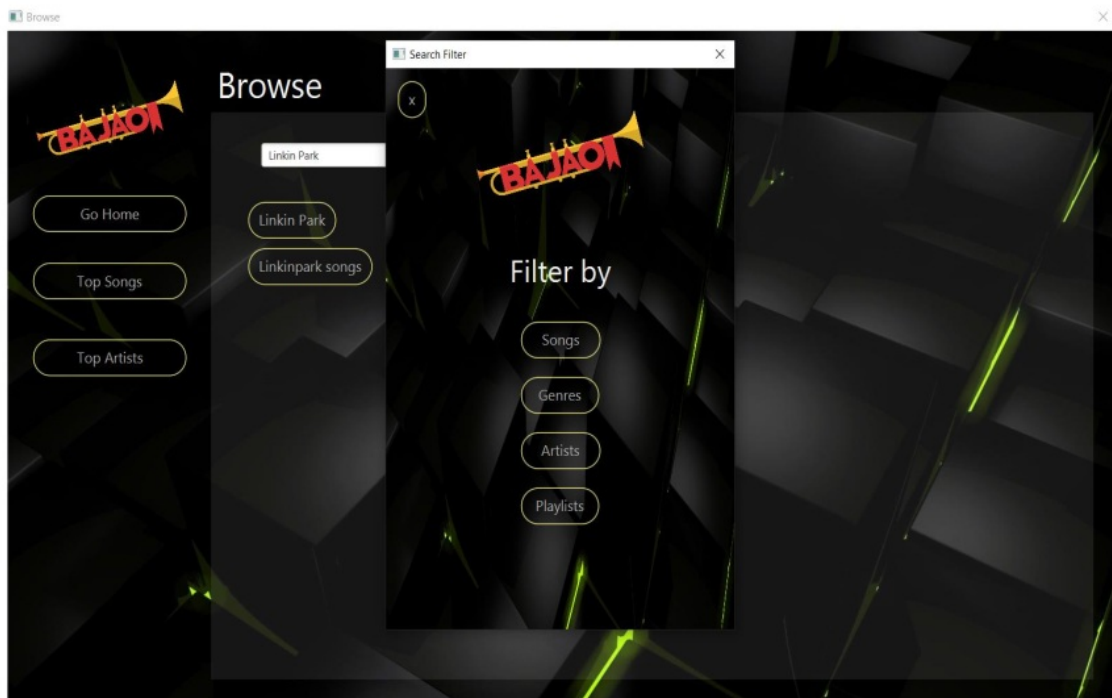 Browse
Search Filter
Browse
x
BAJAO
BAJAO
Linkin Park
Go Home
Linkin Park
Linkinpark songs
Filter by
Top Songs
Songs
Top Artists
Genres
Artists
Playlists